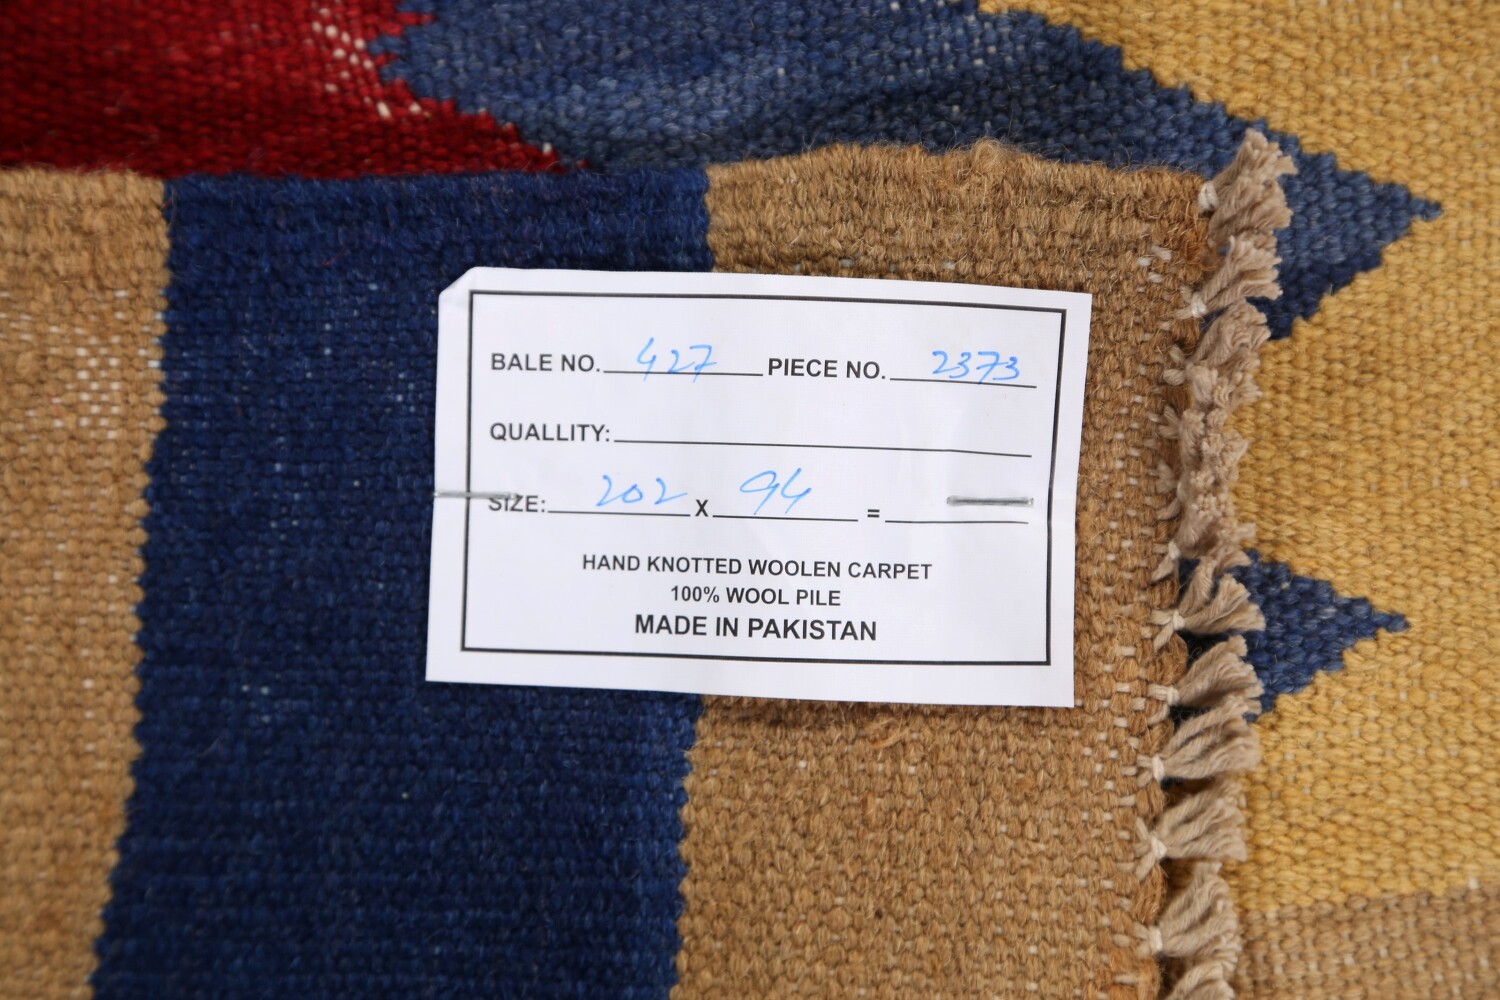 BALE NO. 427 PIECE NO. 2373
QUALLITY:
SIZE: 202 X 94 =
HAND KNOTTED WOOLEN CARPET
100% WOOL PILE
MADE IN PAKISTAN